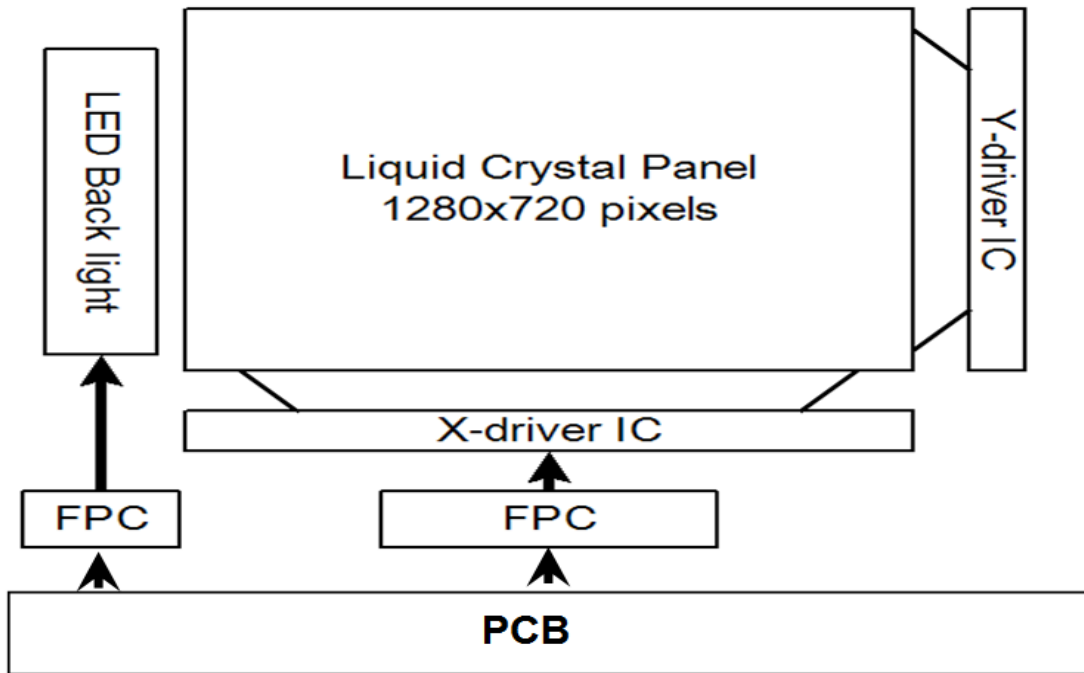 LED Back light
Liquid Crystal Panel
1280x720 pixels
Y-driver IC
X-driver IC
FPC
FPC
PCB